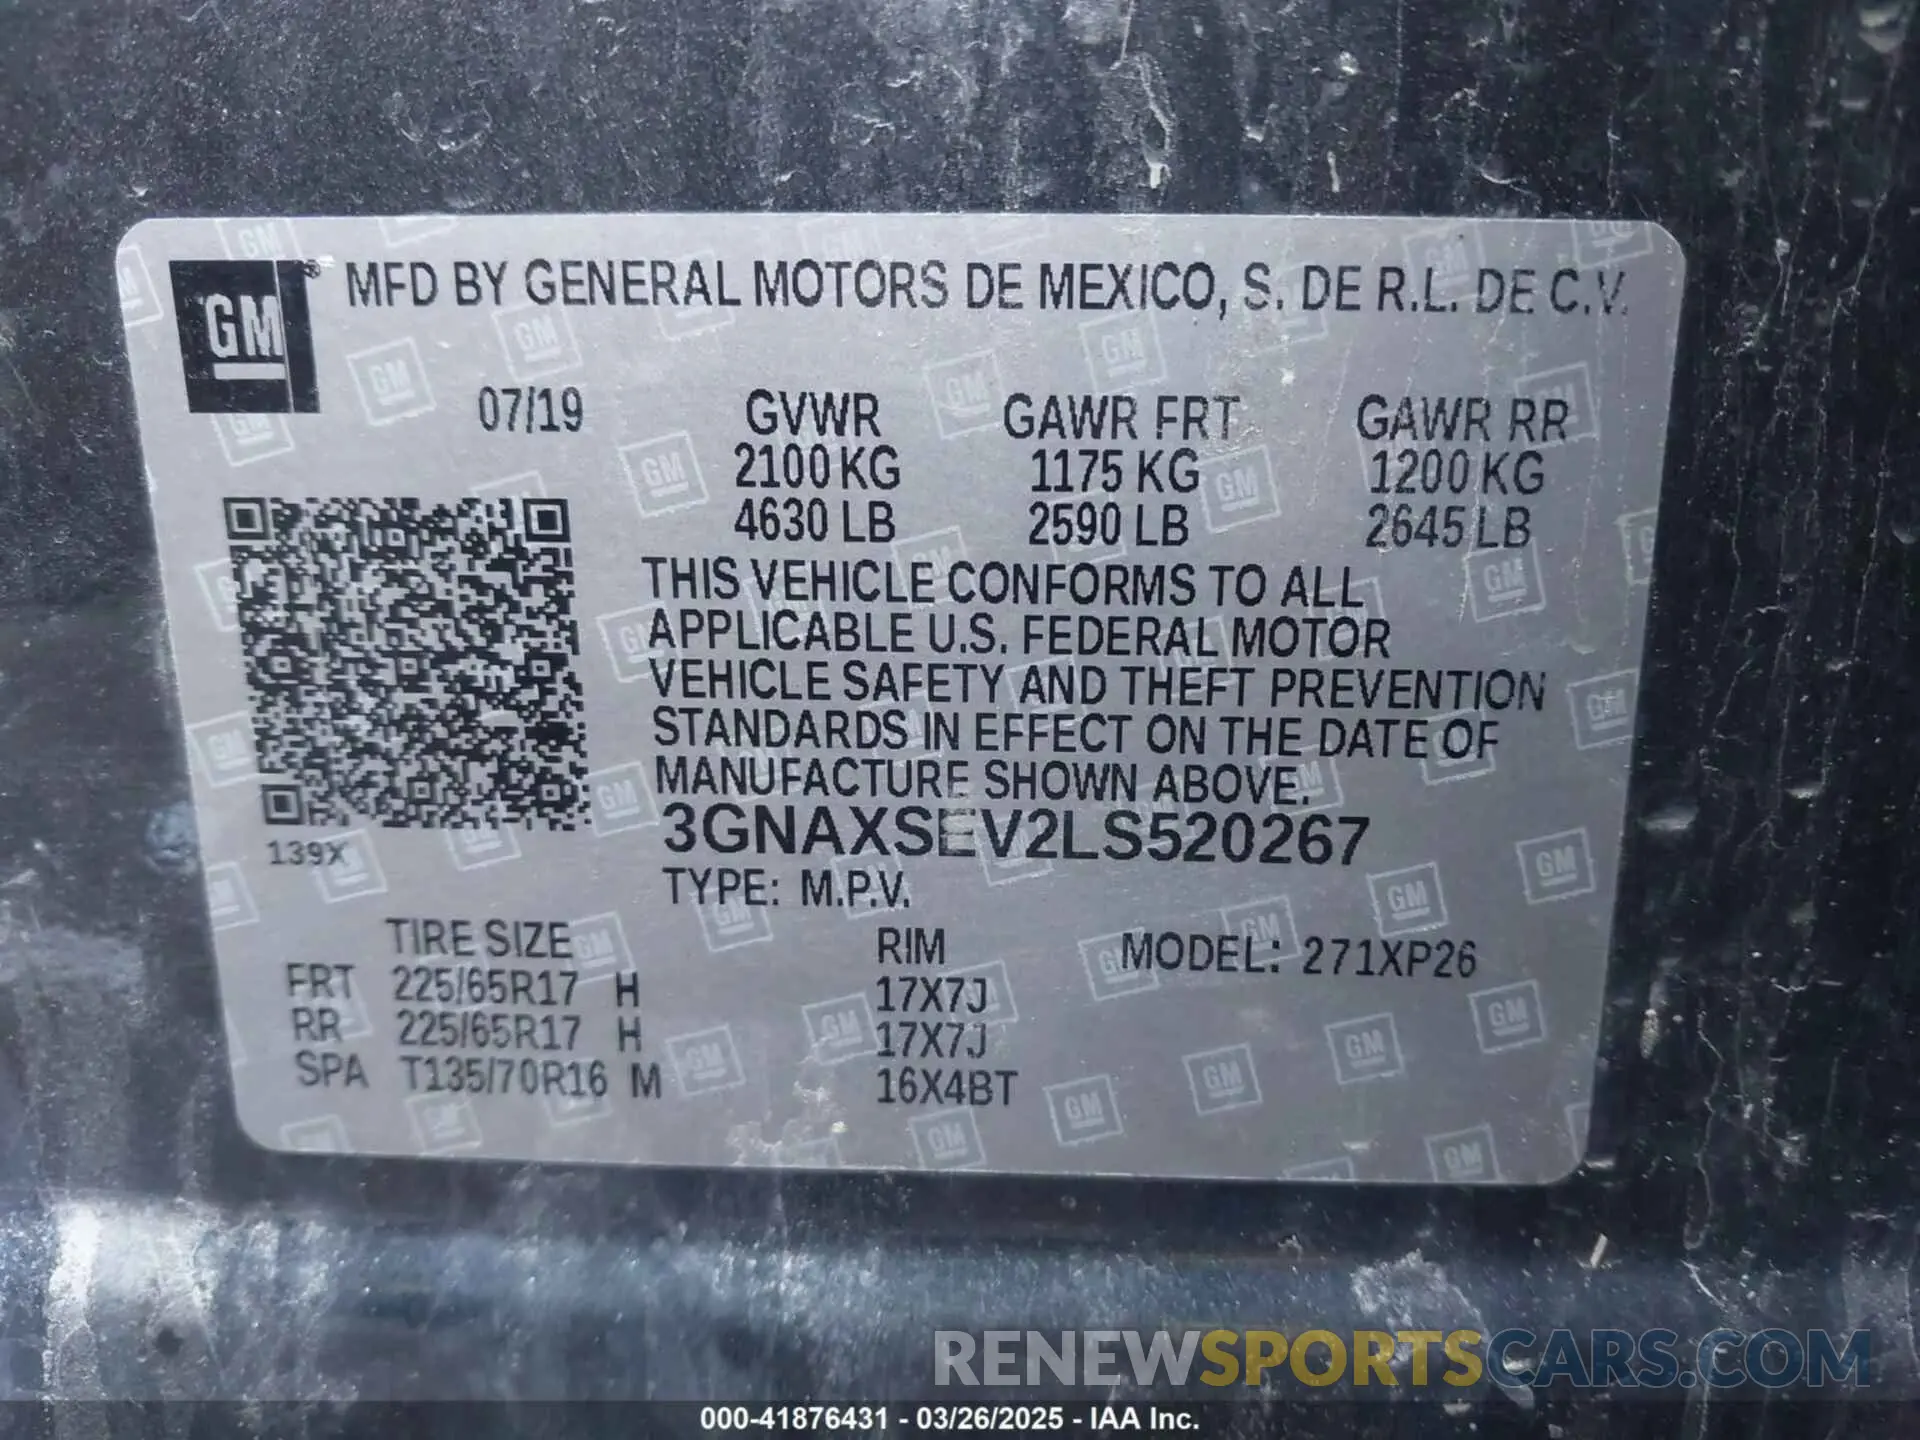 GM ® MFD BY GENERAL MOTORS DE MEXICO, S. DE R.L. DE C.V.
07/19 GVWR GAWR FRT GAWR RR
2100 KG 1175 KG 1200 KG
4630 LB 2590 LB 2645 LB
THIS VEHICLE CONFORMS TO ALL
APPLICABLE U.S. FEDERAL MOTOR
VEHICLE SAFETY AND THEFT PREVENTION
STANDARDS IN EFFECT ON THE DATE OF
MANUFACTURE SHOWN ABOVE.
139X
3GNAXSEV2LS520267
TYPE: M.P.V.
TIRE SIZE RIM MODEL: 271XP26
FRT 225/65R17 H 17X7J
RR 225/65R17 H 17X7J
SPA T135/70R16 M 16X4BT
RENEWSPORTSCARS.COM
000-41876431 - 03/26/2025 - IAA Inc.